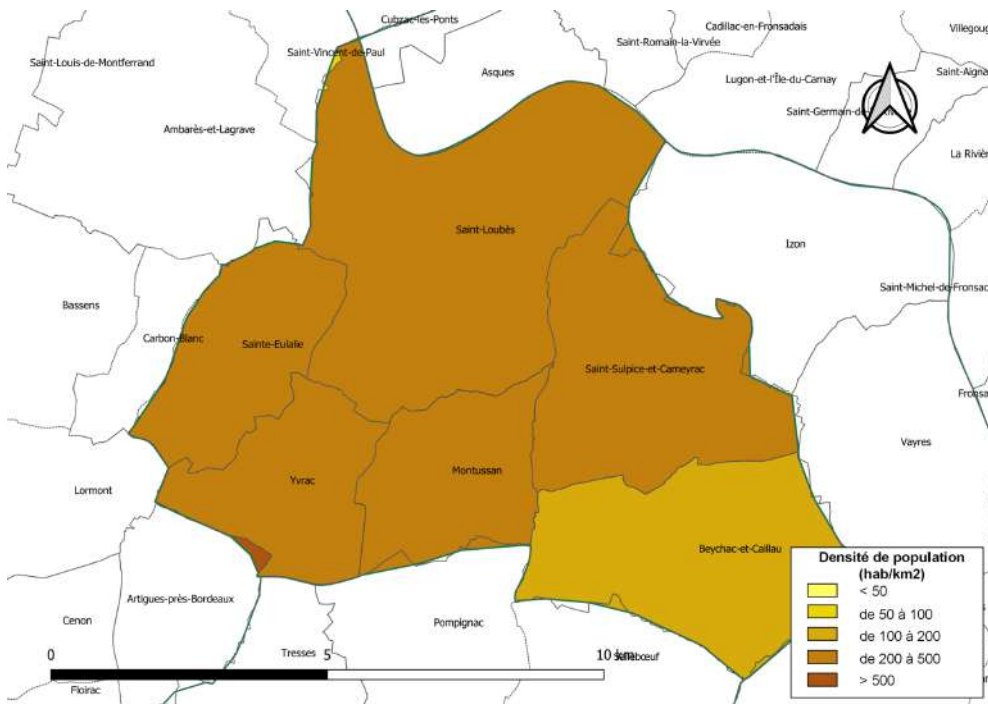 Cubzac-les-Ponts
Cadillac-en-Fronsadais
Villegoug
Saint-Romain-la-Virvée
Saint-Vincent-de-Paul
Saint-Louis-de-Montferrand
Asques
Lugon-et-l'Île-du-Carnay
Saint-Aigna
Saint-Germain-de-
Ambarès-et-Lagrave
La Rivièr
Saint-Loubès
Izon
Saint-Michel-de-Fronsac
Bassens
Carbon-Blanc
Sainte-Eulalie
Saint-Sulpice-et-Cameyrac
Fronsa
Vayres
Lormont
Yvrac
Montussan
Beychac-et-Caillau
Densité de population
(hab/km2)
< 50
de 50 à 100
de 100 à 200
de 200 à 500
> 500
Artigues-près-Bordeaux
Cenon
Pompignac
Tresses
0
5
10 km
Floirac